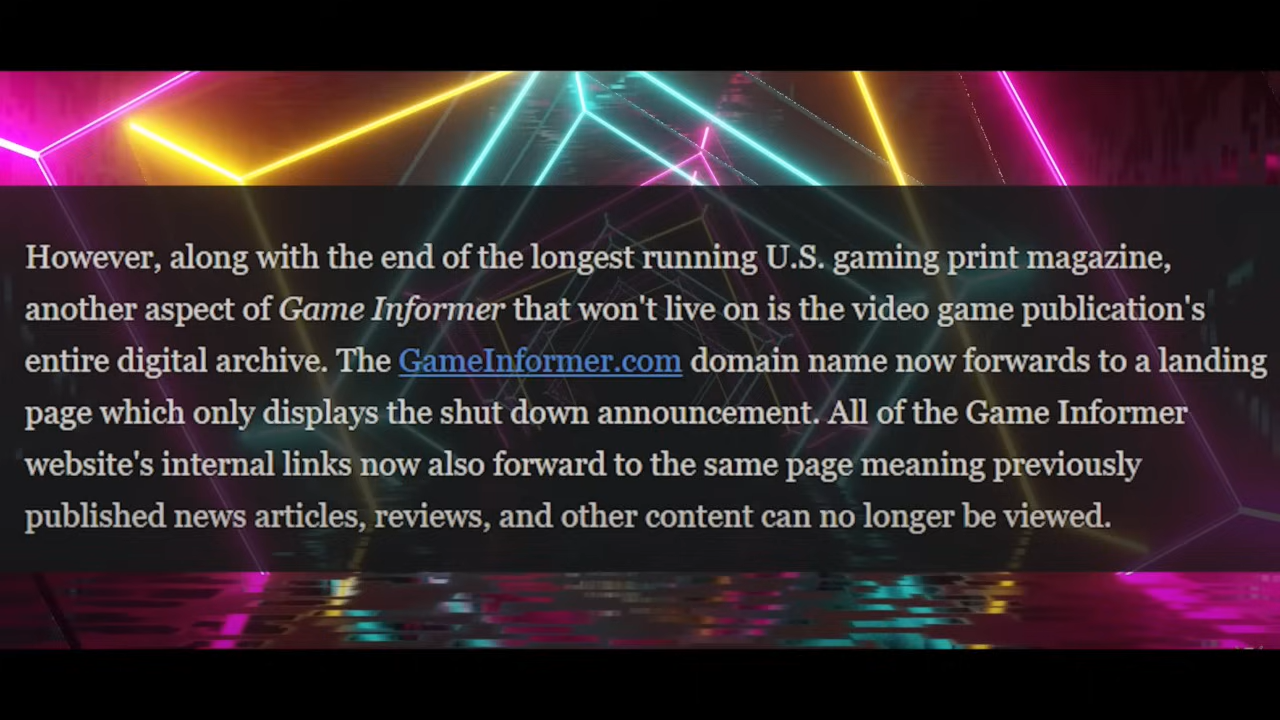 However, along with the end of the longest running U.S. gaming print magazine,
another aspect of Game Informer that won't live on is the video game publication's
entire digital archive. The GameInformer.com domain name now forwards to a landing
page which only displays the shut down announcement. All of the Game Informer
website's internal links now also forward to the same page meaning previously
published news articles, reviews, and other content can no longer be viewed.